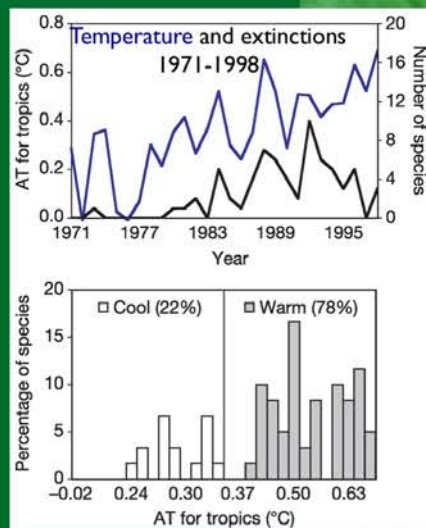 Temperature and extinctions
1971-1998
AT for tropics (°C)
0.8
0.6
0.4
0.2
0.0
20
16
12
8
4
0
Number of species
1971 1977 1983 1989 1995
Year
Percentage of species
20
15
10
5
0
Cool (22%) Warm (78%)
-0.02 0.24 0.30 0.37 0.50 0.63
AT for tropics (°C)